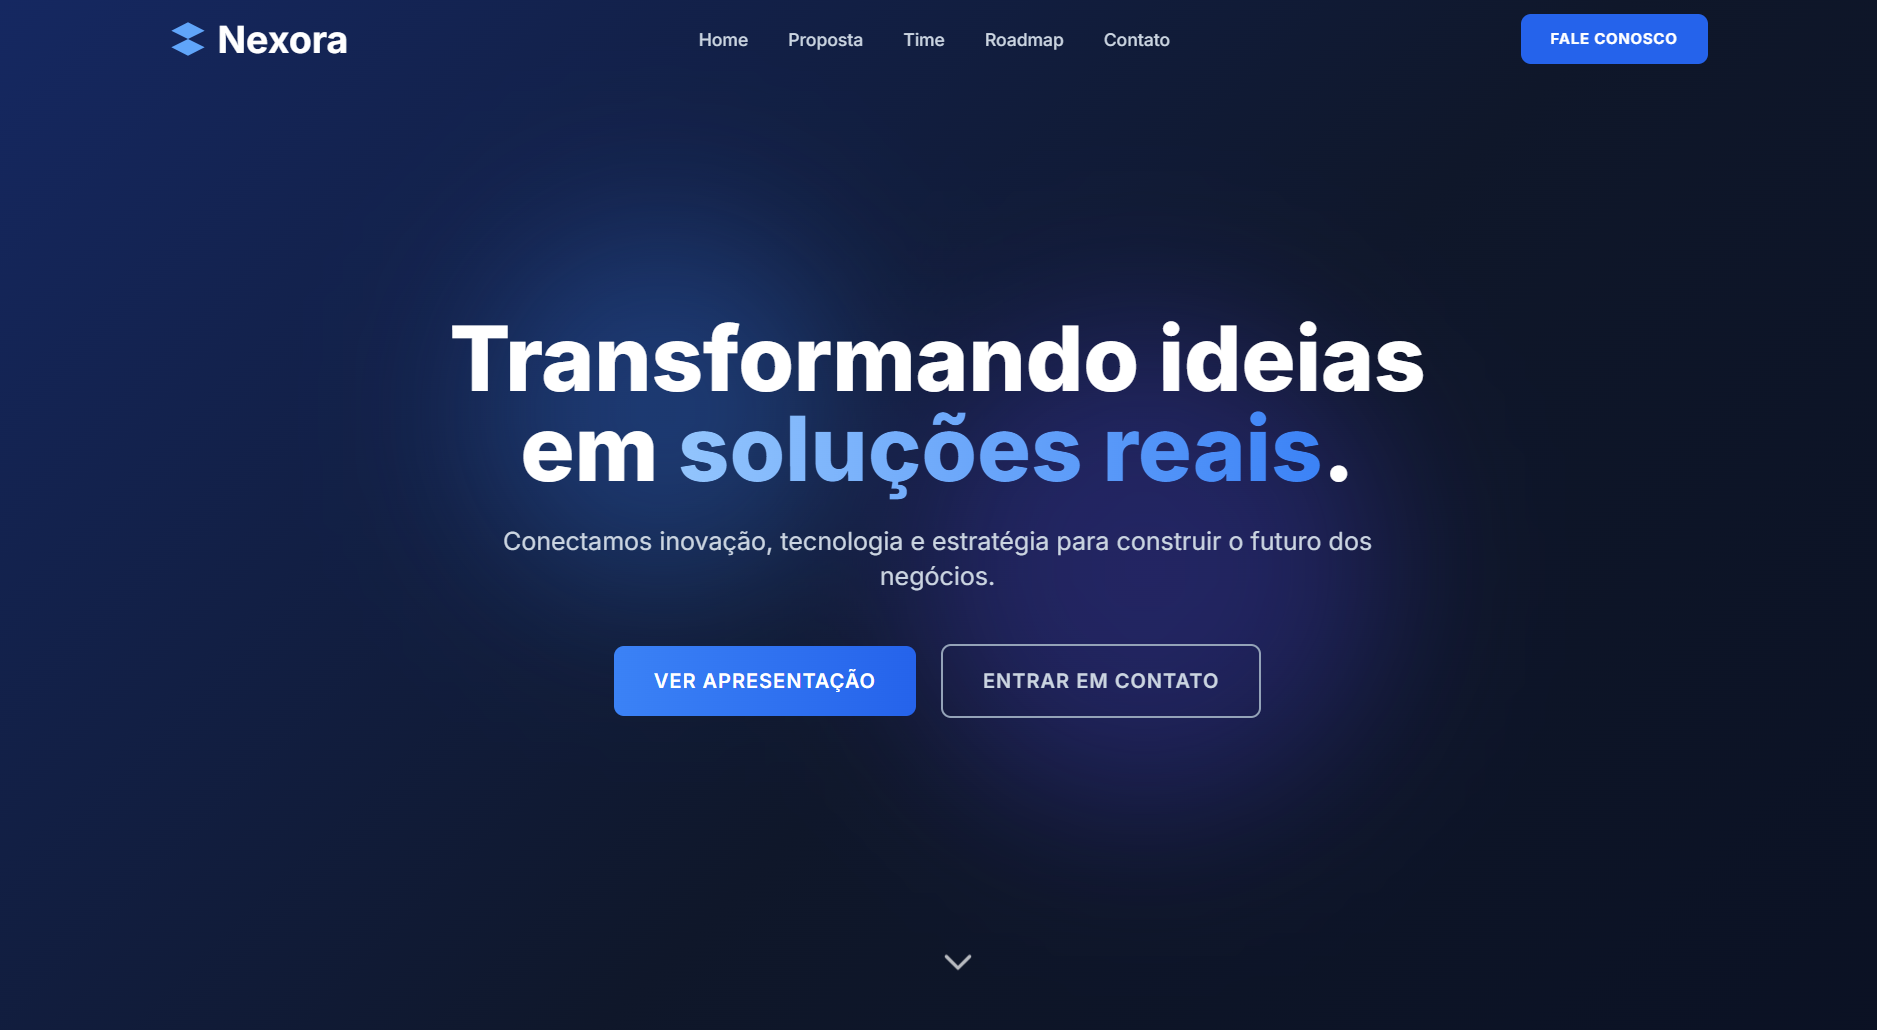 Nexora
Home
Proposta
Time
Roadmap
Contato
FALE CONOSCO
Transformando ideias
em soluções reais.
Conectamos inovação, tecnologia e estratégia para construir o futuro dos
negócios.
VER APRESENTAÇÃO
ENTRAR EM CONTATO